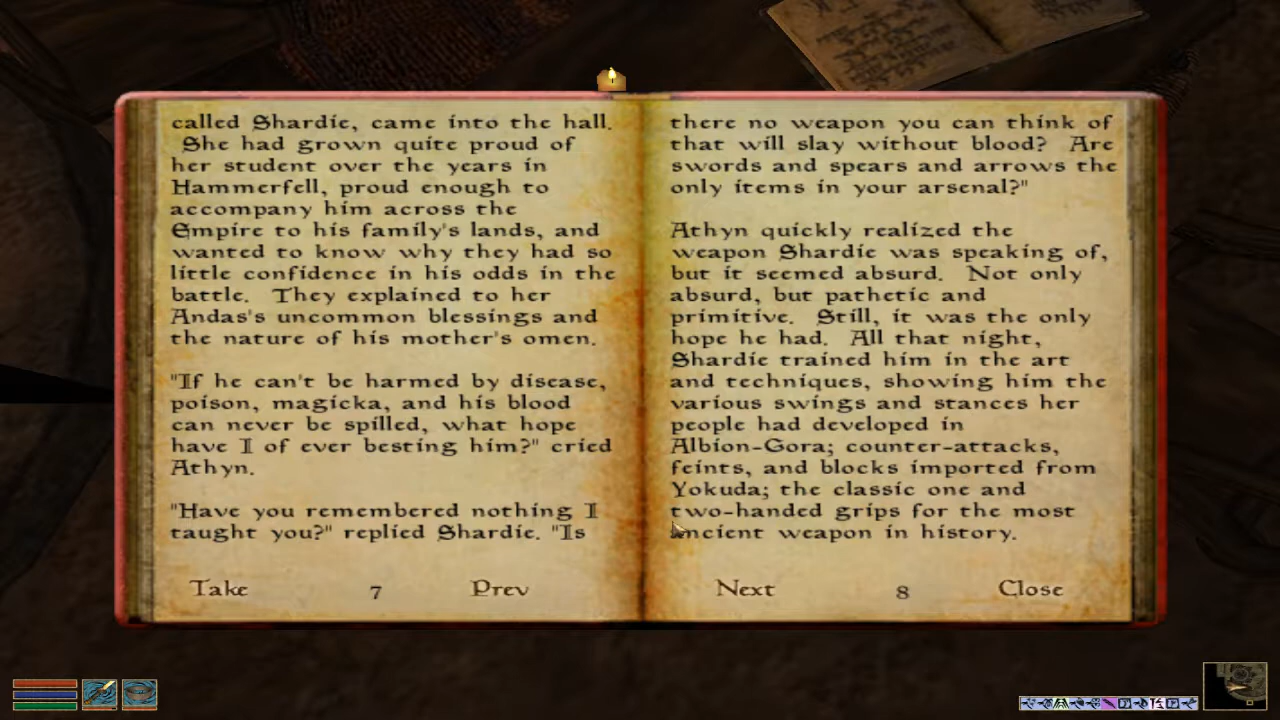 called Shardie, came into the hall.
She had grown quite proud of
her student over the years in
Hammerfell, proud enough to
accompany him across the
Empire to his family's lands, and
wanted to know why they had so
little confidence in his odds in the
battle. They explained to her
Andas's uncommon blessings and
the nature of his mother's omen.
"If he can't be harmed by disease,
poison, magicka, and his blood
can never be spilled, what hope
have I of ever besting him?" cried
Athyn.
"Have you remembered nothing I
taught you?" replied Shardie. "Is
Take 7 Prev
there no weapon you can think of
that will slay without blood? Are
swords and spears and arrows the
only items in your arsenal?"
Athyn quickly realized the
weapon Shardie was speaking of,
but it seemed absurd. Not only
absurd, but pathetic and
primitive. Still, it was the only
hope he had. All that night,
Shardie trained him in the art
and techniques, showing him the
various swings and stances her
people had developed in
Albion-Gora; counter-attacks,
feints, and blocks imported from
Yokuda; the classic one and
two-handed grips for the most
ancient weapon in history.
Next 8 Close